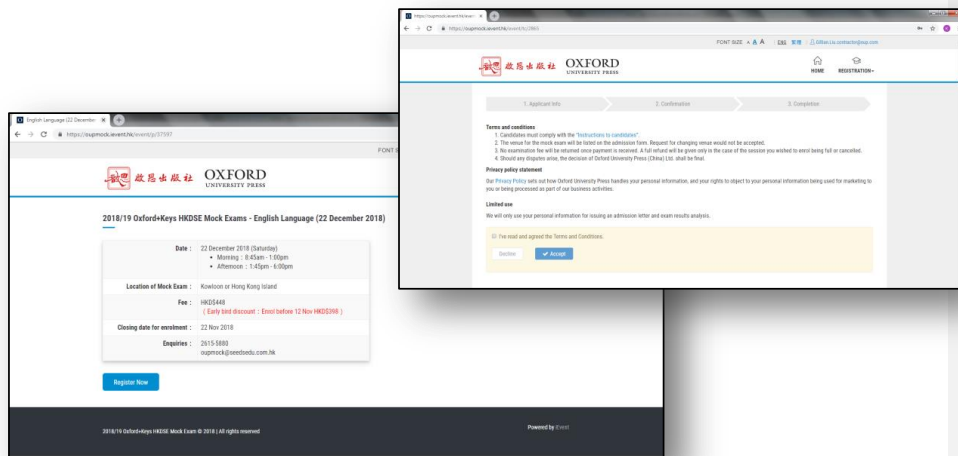 https://oupmock.ievent.hk/event/
https://oupmock.ievent.hk/event/tc/3965
FONT SIZE A A A ENG 繁體
啟思出版社 OXFORD
UNIVERSITY PRESS
HOME REGISTRATION
1. Applicant Info 2. Confirmation 3. Completion
Terms and conditions
1. Candidates must comply with the "Instructions to candidates".
2. The venue for the mock exam will be listed on the admission form. Request for changing venue would not be accepted.
3. No examination fee will be returned once payment is received. A full refund will be given only in the case of the session you wished to enrol being full or cancelled.
4. Should any disputes arise, the decision of Oxford University Press (China) Ltd. shall be final.
Privacy policy statement
Our Privacy Policy sets out how Oxford University Press handles your personal information, and your rights to object to your personal information being used for marketing to
you or being processed as part of our business activities.
Limited use
We will only use your personal information for issuing an admission letter and exam results analysis.
I've read and agreed the Terms and Conditions.
Decline Accept
English Language (22 December
https://oupmock.ievent.hk/event/p/37597
FONT S
啟思出版社 OXFORD
UNIVERSITY PRESS
2018/19 Oxford+Keys HKDSE Mock Exams - English Language (22 December 2018)
Date : 22 December 2018 (Saturday)
• Morning : 8:45am - 1:00pm
• Afternoon : 1:45pm - 6:00pm
Location of Mock Exam : Kowloon or Hong Kong Island
Fee : HKD$448
( Early bird discount : Enrol before 12 Nov HKD$398 )
Closing date for enrolment : 22 Nov 2018
Enquiries : 2615-5880
oupmock@seedsedu.com.hk
Register Now
2018/19 Oxford+Keys HKDSE Mock Exam © 2018 | All rights reserved Powered by iEvent